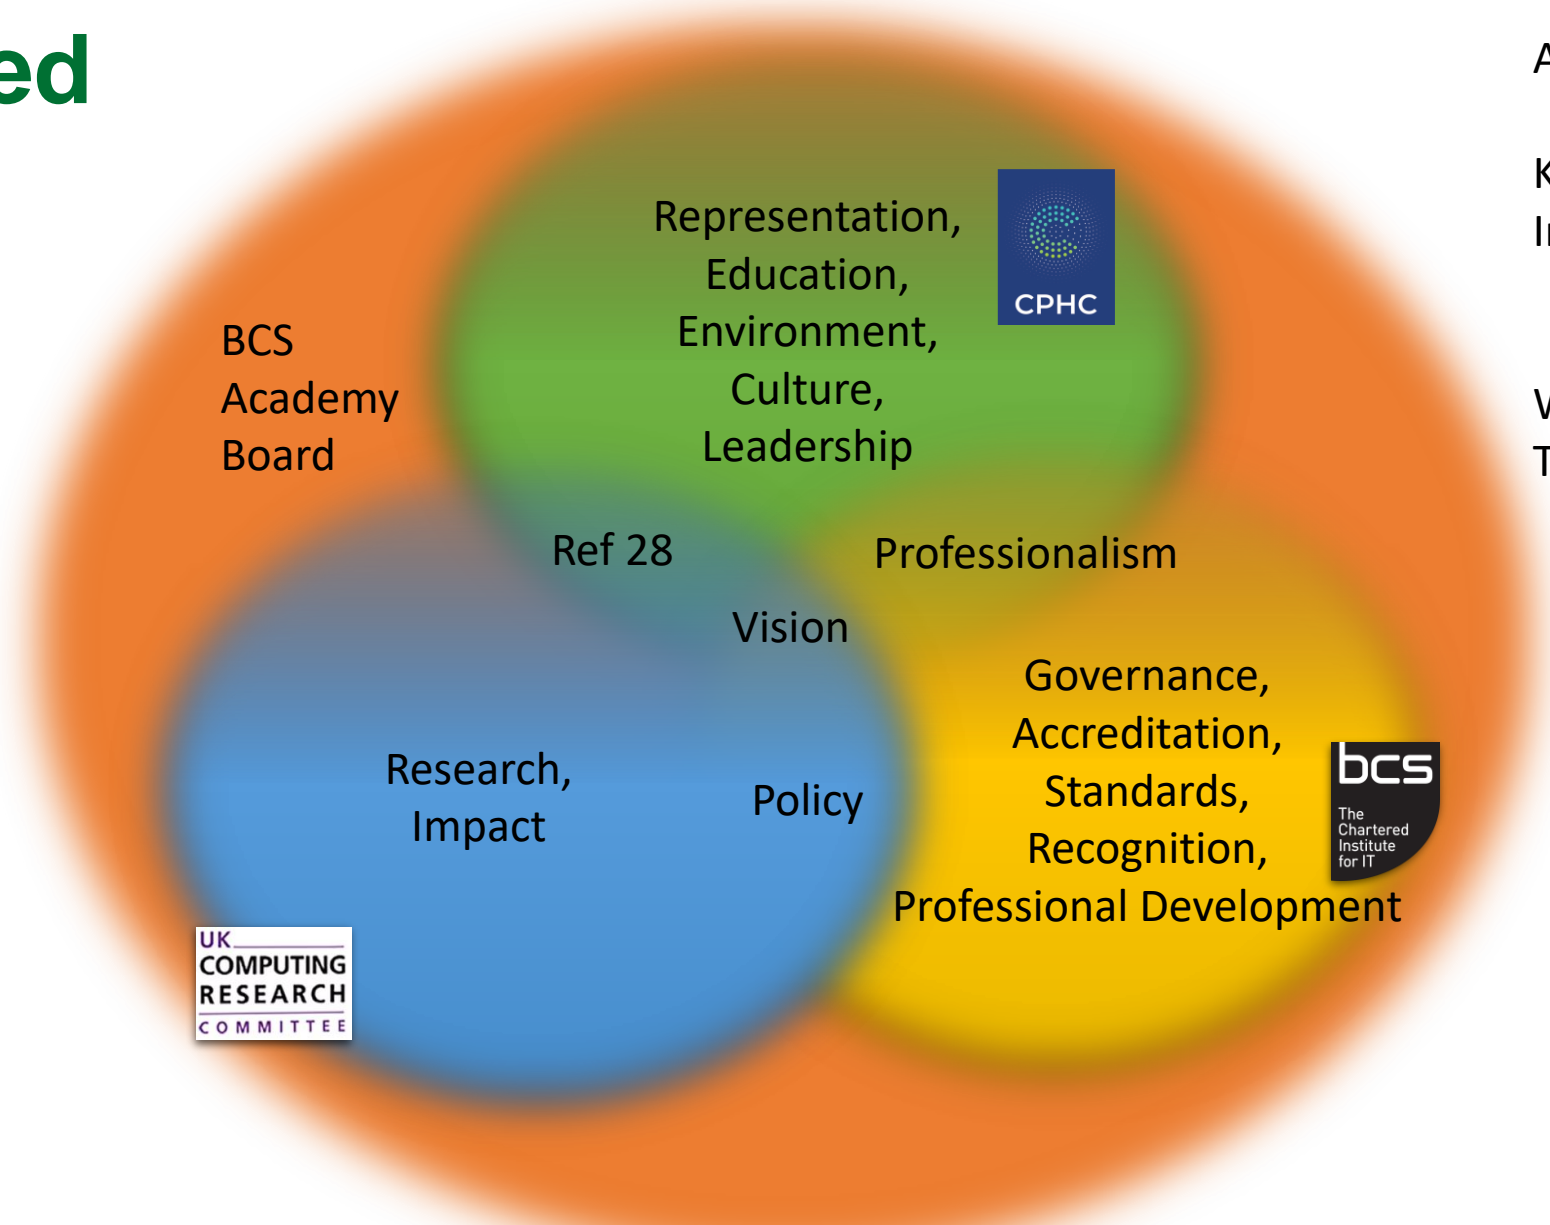 Representation,
Education,
Environment,
Culture,
Leadership
CPHC
BCS
Academy
Board
Ref 28
Professionalism
Vision
Governance,
Accreditation,
Standards,
Recognition,
Professional Development
bcs
The
Chartered
Institute
for IT
Research,
Impact
Policy
UK
COMPUTING
RESEARCH
COMMITTEE